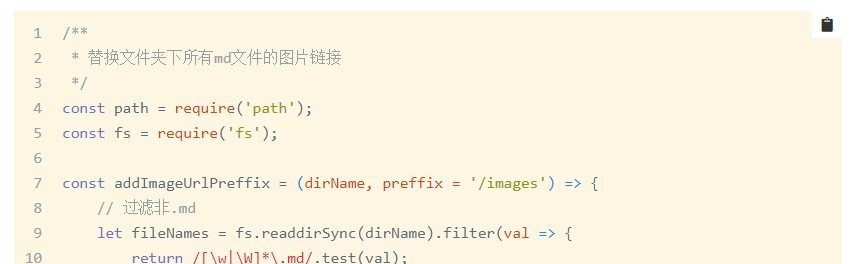 1 /**
2  * 替换文件夹下所有md文件的图片链接
3  */
4 const path = require('path');
5 const fs = require('fs');
6
7 const addImageUrlPreffix = (dirName, preffix = '/images') => {
8     // 过滤非.md
9     let fileNames = fs.readdirSync(dirName).filter(val => {
10         return /[\w|\W]*\.md/.test(val);